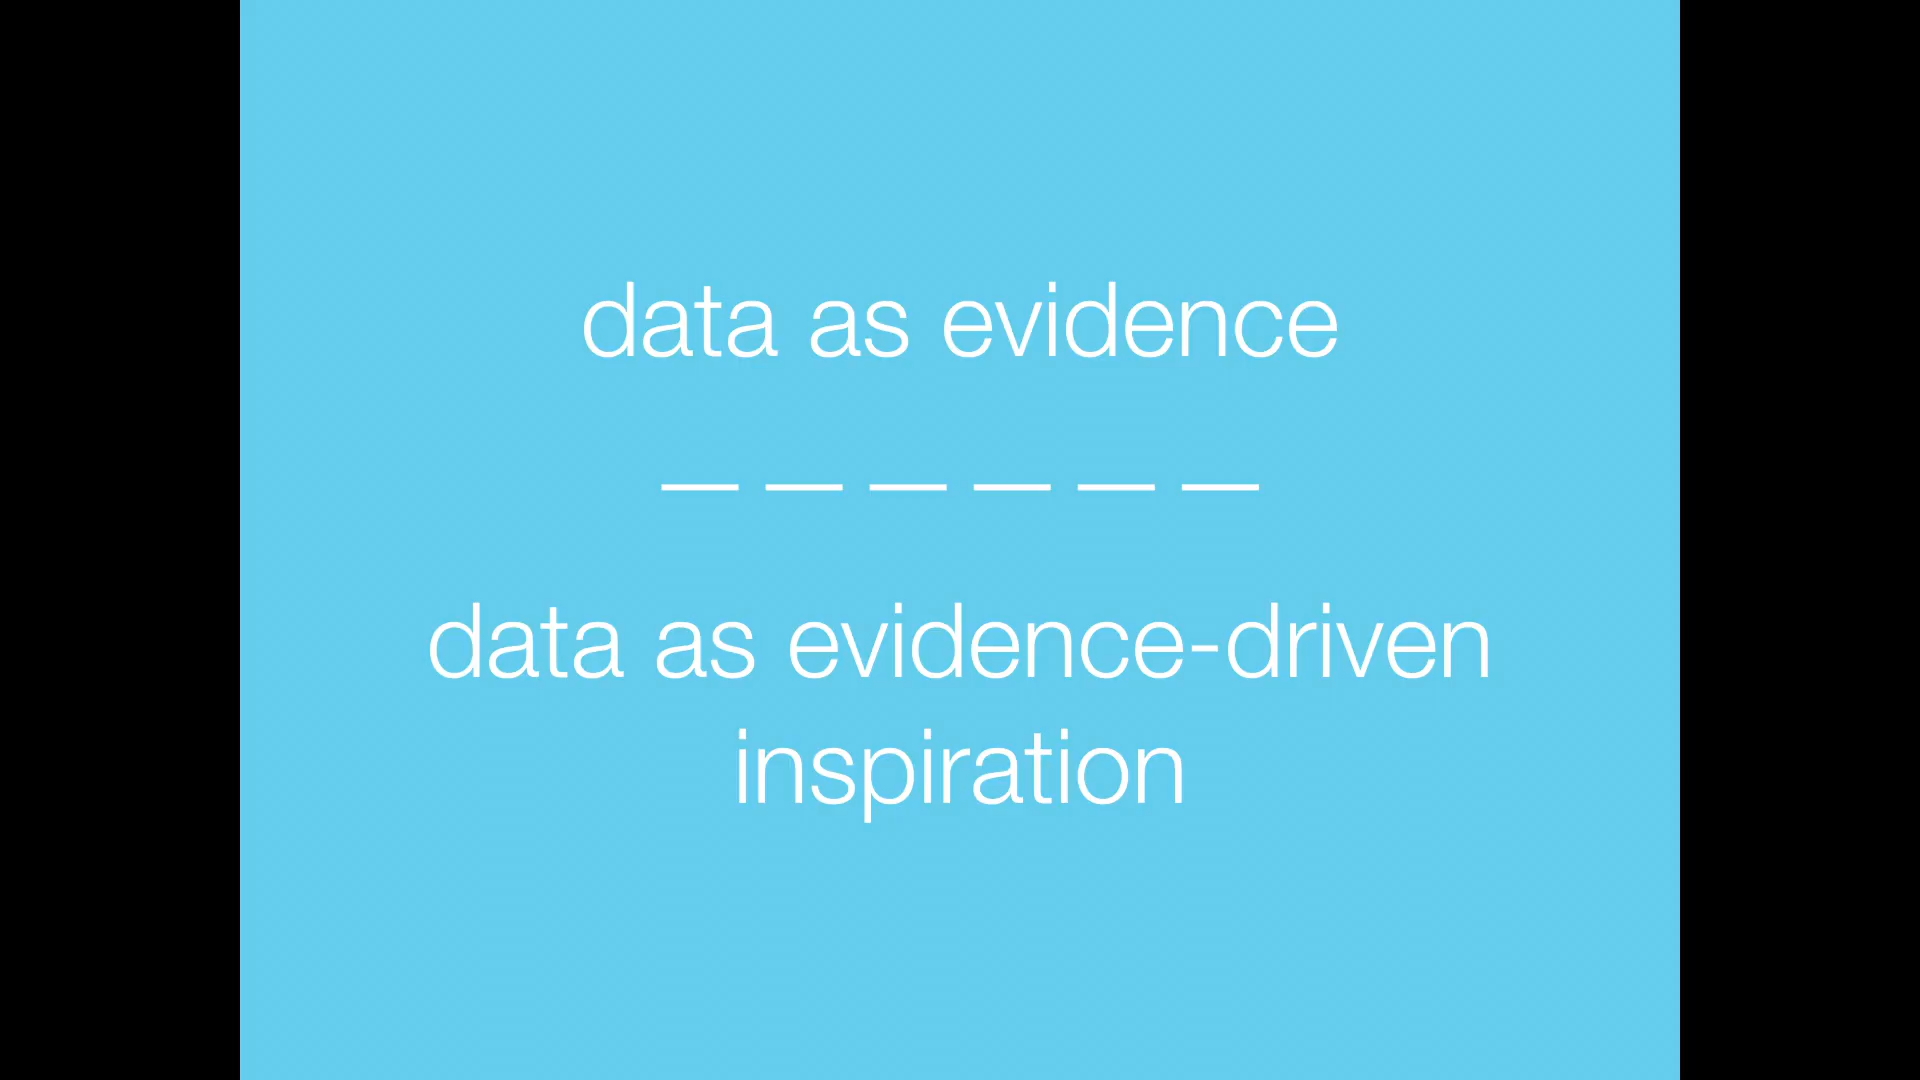 data as evidence
— — — — — —
data as evidence-driven
inspiration